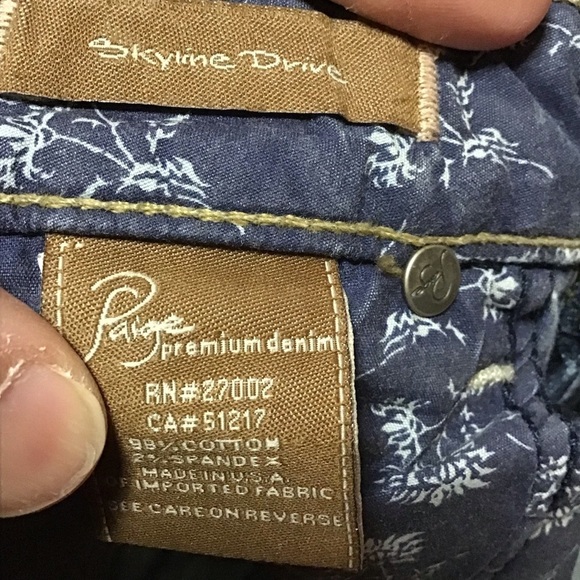 Skyline Drive
Paige premium denim
RN#27002
CA#51217
98% COTTON
2% SPANDEX
MADE IN U.S.A.
OF IMPORTED FABRIC
SEE CARE ON REVERSE